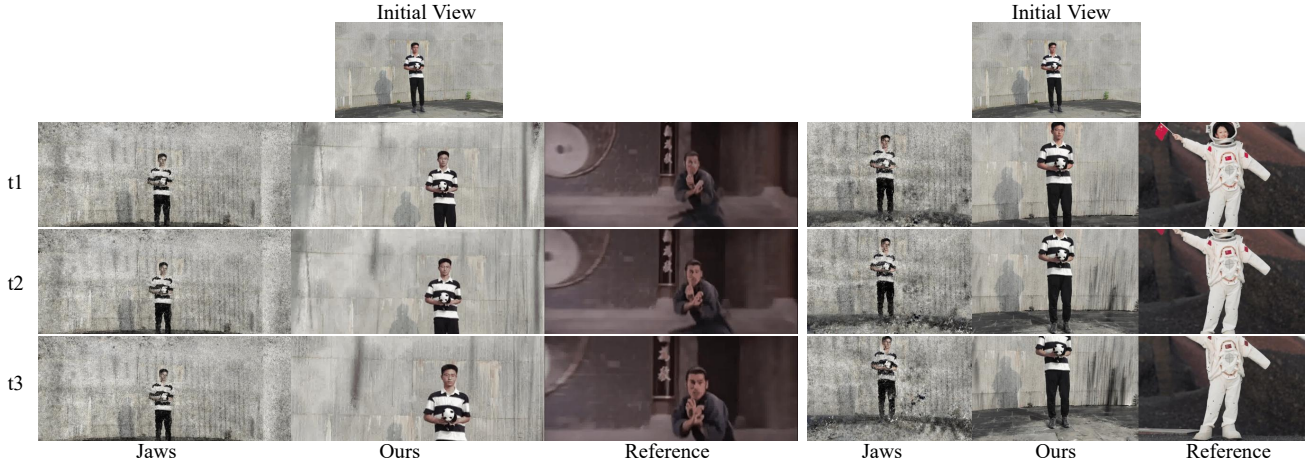 Initial View
Initial View
t1
t2
t3
Jaws
Ours
Reference
Jaws
Ours
Reference